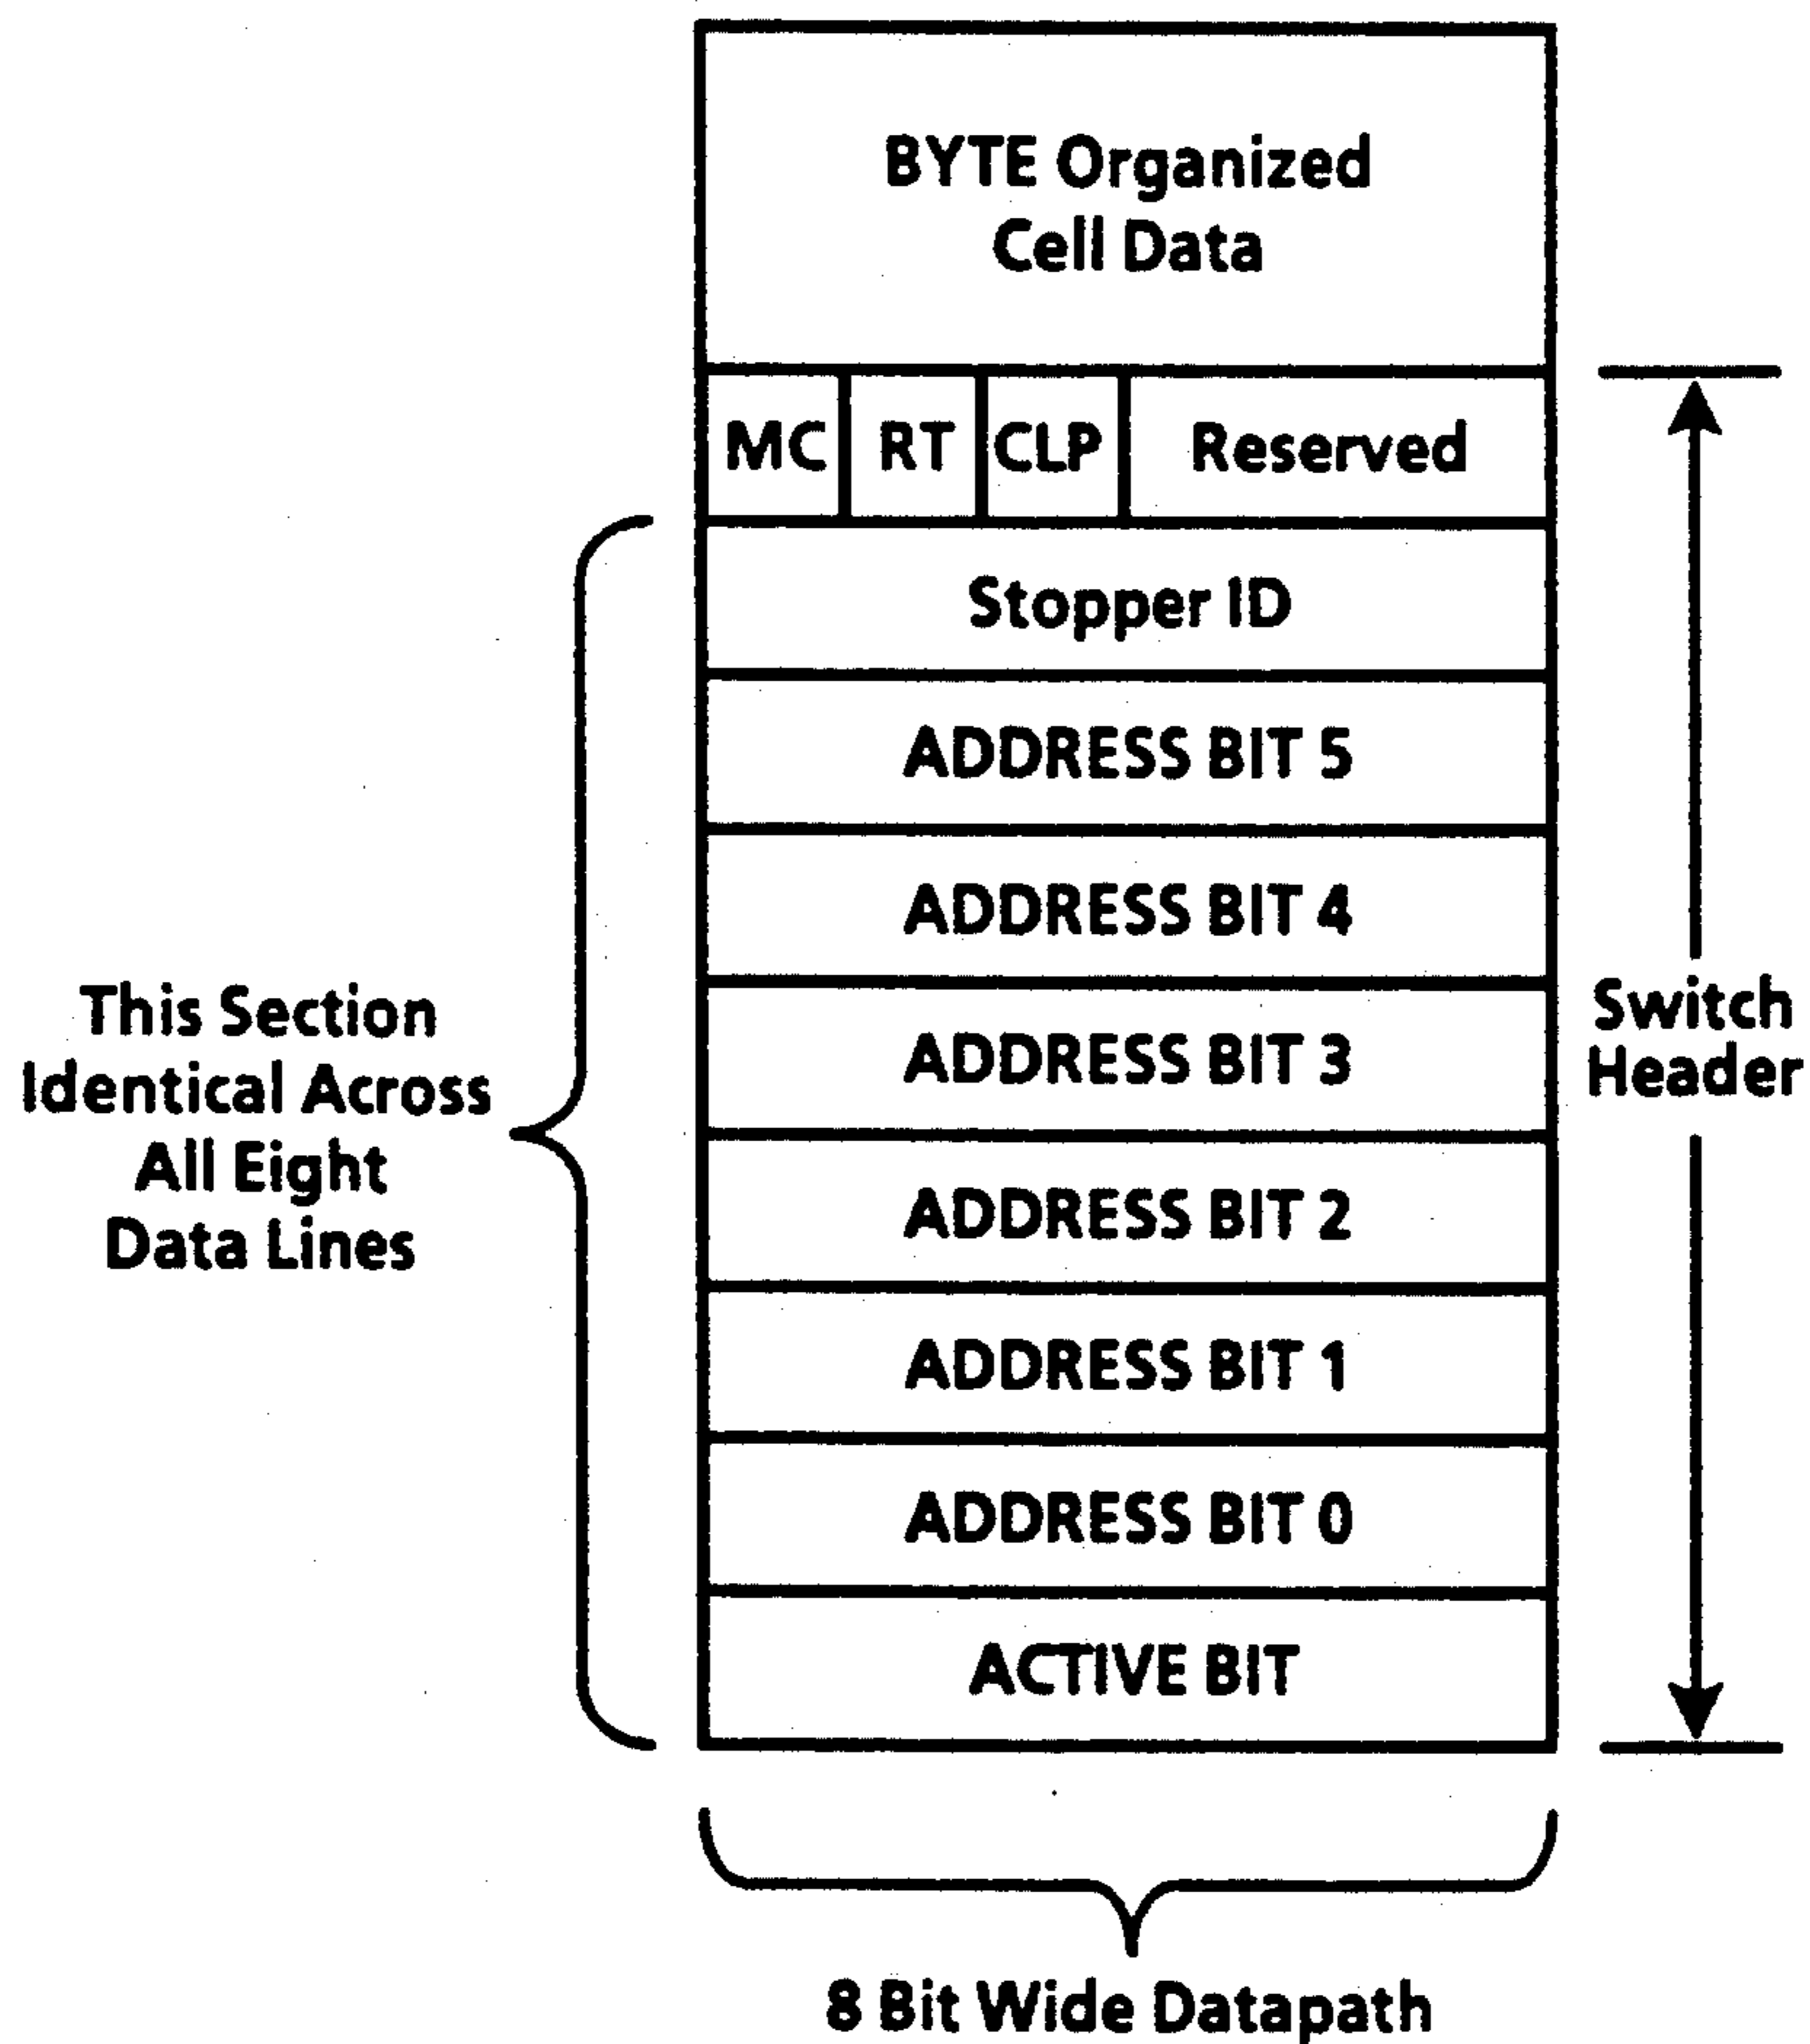 BYTE Organized
Cell Data
MC RT CLP Reserved
Stopper ID
ADDRESS BIT 5
ADDRESS BIT 4
ADDRESS BIT 3
ADDRESS BIT 2
ADDRESS BIT 1
ADDRESS BIT 0
ACTIVE BIT
This Section
Identical Across
All Eight
Data Lines
Switch
Header
8 Bit Wide Datapath